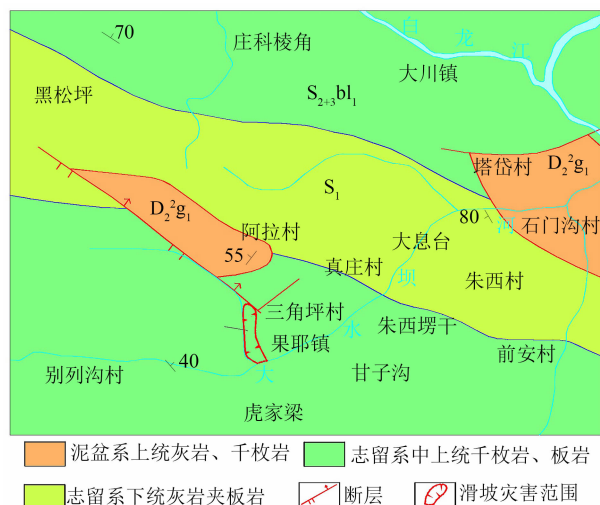 70
庄科棱角
白龙江
大川镇
黑松坪
S₂₊₃bl₁
塔岱村
D₂²g₁
S₁
D₂²g₁
阿拉村
80
河
石门沟村
大息台
55
真庄村
坝
朱西村
三角坪村
水
朱西塄干
果耶镇
前安村
40
大
甘子沟
别列沟村
虎家梁
泥盆系上统灰岩、千枚岩
志留系中上统千枚岩、板岩
志留系下统灰岩夹板岩
断层
滑坡灾害范围